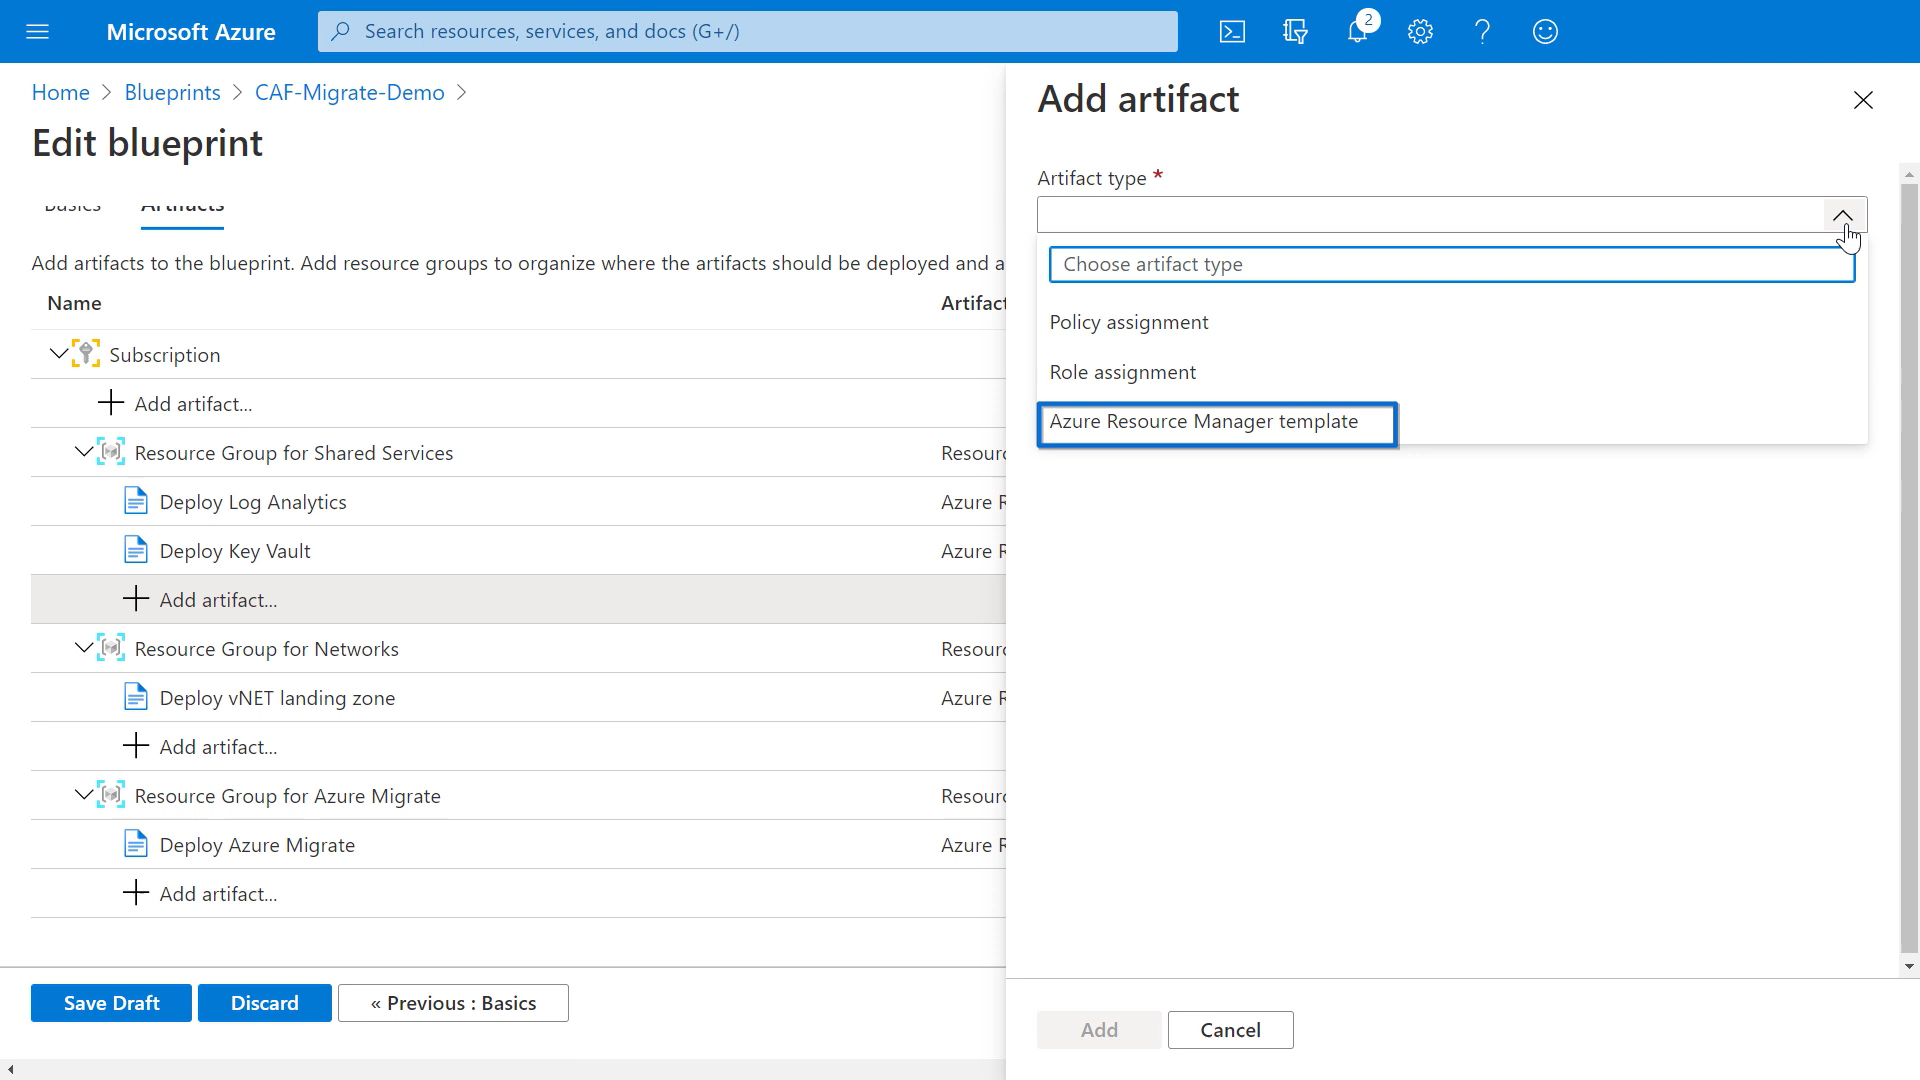 Microsoft Azure
Search resources, services, and docs (G+/)
2
Home > Blueprints > CAF-Migrate-Demo >
Edit blueprint
Basics Artifacts
Add artifacts to the blueprint. Add resource groups to organize where the artifacts should be deployed and a
Name Artifact
Subscription
Add artifact...
Resource Group for Shared Services Resourc
Deploy Log Analytics Azure R
Deploy Key Vault Azure R
Add artifact...
Resource Group for Networks Resourc
Deploy vNET landing zone Azure R
Add artifact...
Resource Group for Azure Migrate Resourc
Deploy Azure Migrate Azure R
Add artifact...
Save Draft Discard « Previous : Basics
Add artifact
Artifact type *
Choose artifact type
Policy assignment
Role assignment
Azure Resource Manager template
Add Cancel